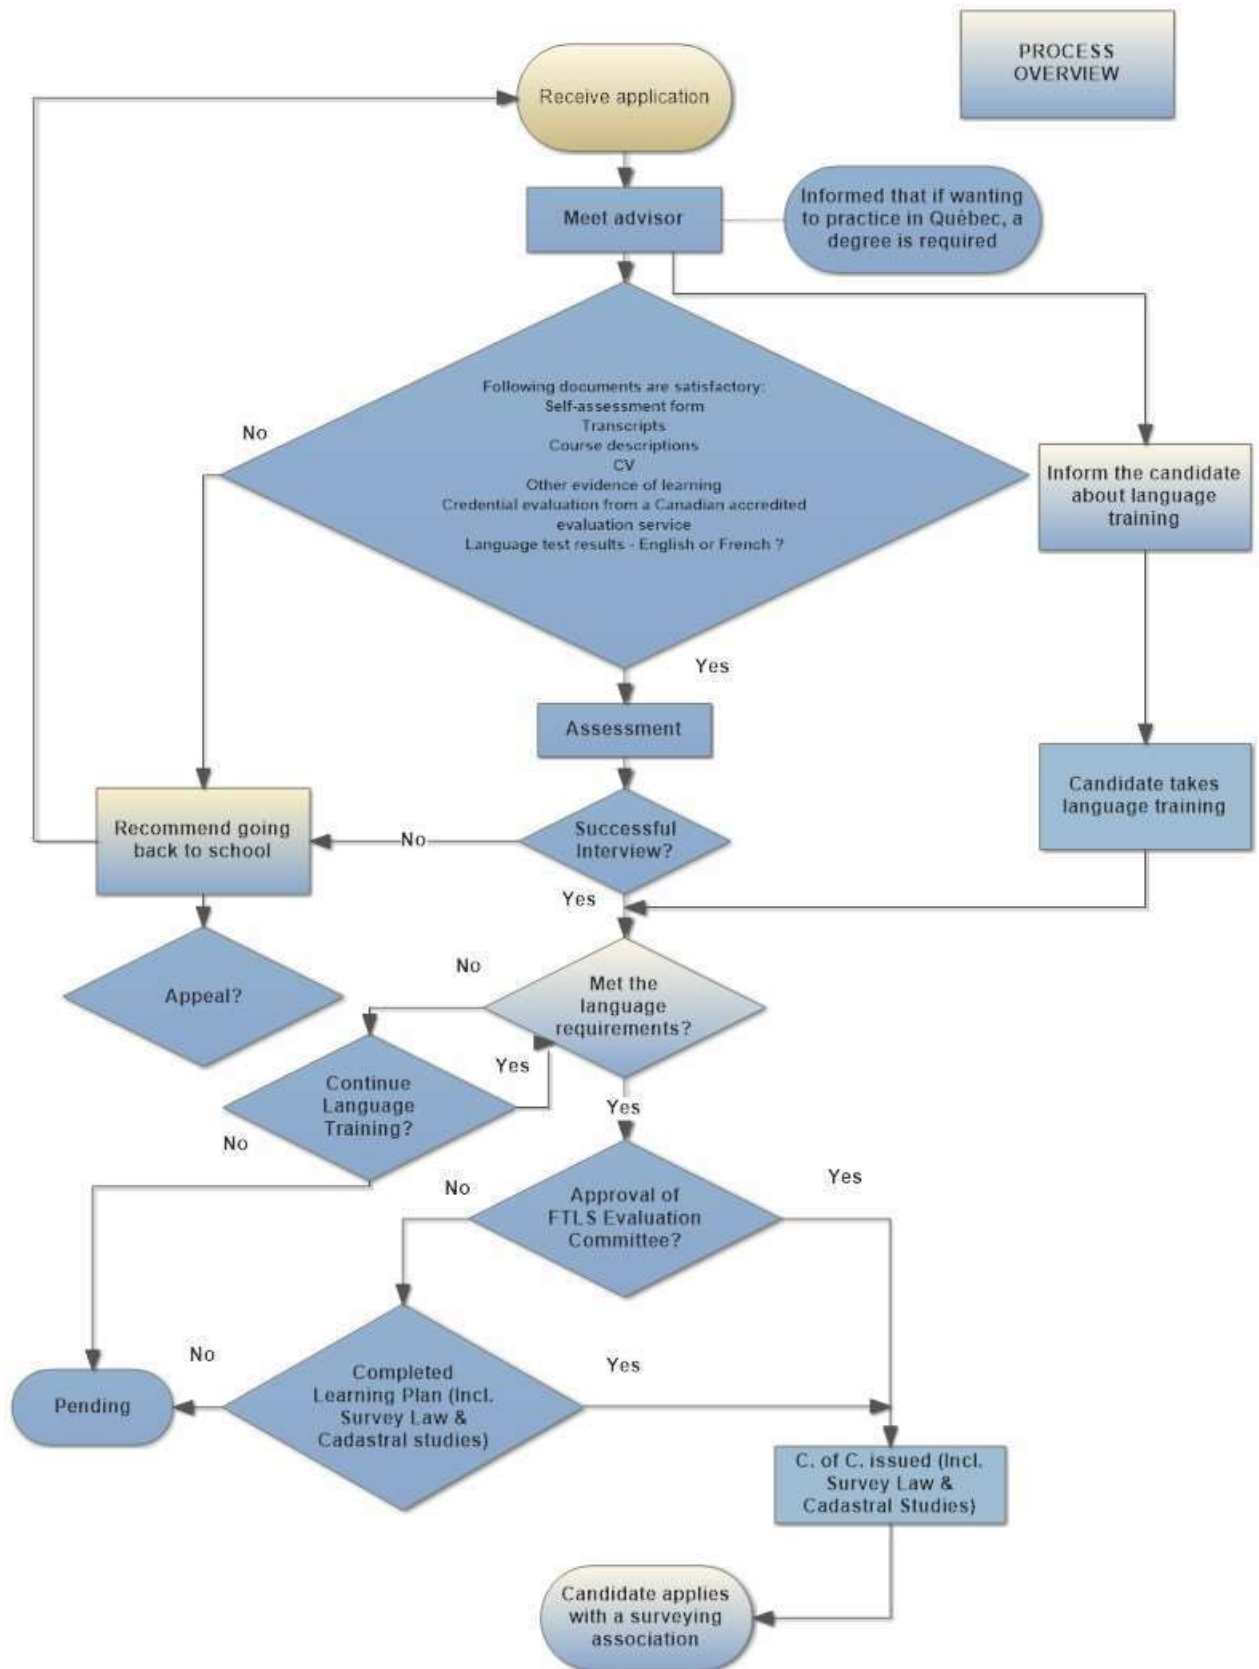 PROCESS
OVERVIEW
Receive application
Meet advisor
Informed that if wanting
to practice in Québec, a
degree is required
Following documents are satisfactory:
Self-assessment form
Transcripts
Course descriptions
CV
Other evidence of learning
Credential evaluation from a Canadian accredited
evaluation service
Language test results - English or French ?
No
Inform the candidate
about language
training
Yes
Assessment
Candidate takes
language training
Recommend going
back to school
No
Successful
Interview?
Yes
Appeal?
No
Met the
language
requirements?
Yes
Continue
Language
Training?
Yes
No
No
Approval of
FTLS Evaluation
Committee?
Yes
No
Completed
Learning Plan (Incl.
Survey Law &
Cadastral studies)
Yes
Pending
C. of C. issued (Incl.
Survey Law &
Cadastral Studies)
Candidate applies
with a surveying
association